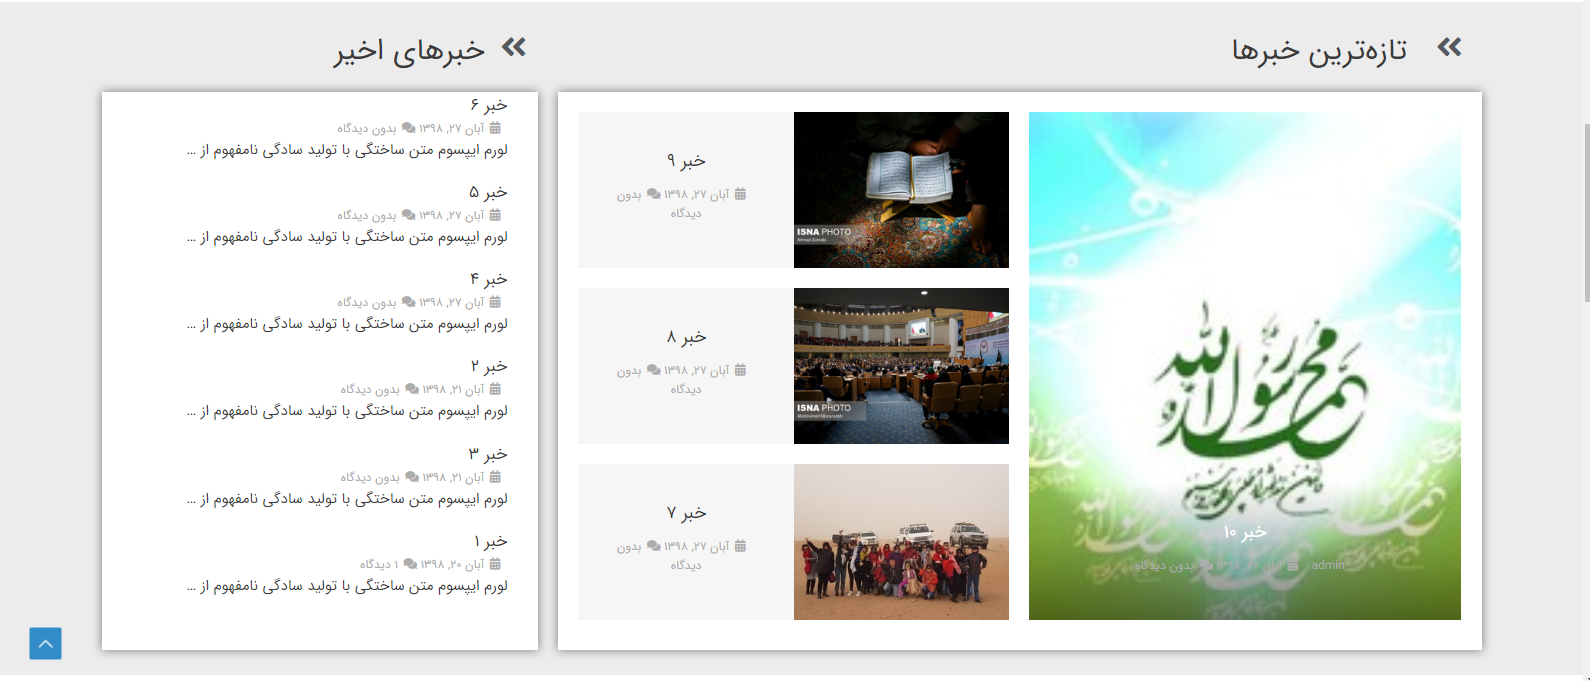 تازه‌ترین خبرها
محمد رسول الله
خبر ۱۰
admin آبان ۲۷, ۱۳۹۸ بدون دیدگاه
ISNA PHOTO
خبر ۹
آبان ۲۷, ۱۳۹۸ بدون
دیدگاه
ISNA PHOTO
خبر ۸
آبان ۲۷, ۱۳۹۸ بدون
دیدگاه
خبر ۷
آبان ۲۷, ۱۳۹۸ بدون
دیدگاه
خبرهای اخیر
خبر ۶
آبان ۲۷, ۱۳۹۸ بدون دیدگاه
لورم ایپسوم متن ساختگی با تولید سادگی نامفهوم از ...
خبر ۵
آبان ۲۷, ۱۳۹۸ بدون دیدگاه
لورم ایپسوم متن ساختگی با تولید سادگی نامفهوم از ...
خبر ۴
آبان ۲۷, ۱۳۹۸ بدون دیدگاه
لورم ایپسوم متن ساختگی با تولید سادگی نامفهوم از ...
خبر ۲
آبان ۲۱, ۱۳۹۸ بدون دیدگاه
لورم ایپسوم متن ساختگی با تولید سادگی نامفهوم از ...
خبر ۳
آبان ۲۱, ۱۳۹۸ بدون دیدگاه
لورم ایپسوم متن ساختگی با تولید سادگی نامفهوم از ...
خبر ۱
آبان ۲۰, ۱۳۹۸ ۱ دیدگاه
لورم ایپسوم متن ساختگی با تولید سادگی نامفهوم از ...